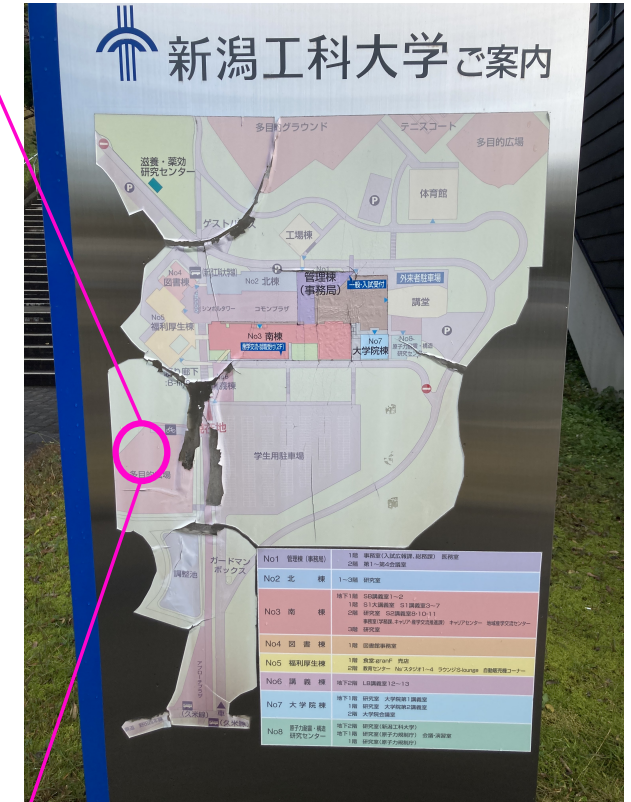 新潟工科大学ご案内
多目的グラウンド
テニスコート
多目的広場
滋養・薬効
研究センター
P
P
体育館
工場棟
No4
図書棟
P
No2 北棟
管理棟
(事務局)
一般・入試受付
外来者駐車場
講堂
コモンプラザ
No5
福利厚生棟
No3 南棟
No7
大学院棟
No8
P
学生用駐車場
多目的広場
調整池
ガードマン
ボックス
No1 管理棟(事務局)
1階 事務室(入試広報課、総務課) 医務室
2階 第1~第4会議室
No2 北棟
1~3階 研究室
No3 南棟
地下1階 SB講義室1~2
1階 S1大講義室 S1講義室3~7
2階 研究室 S2講義室8・10・11
3階 研究室
No4 図書棟
1階 図書館事務室
No5 福利厚生棟
1階 食堂 売店
No6 講義棟
地下2階 LB講義室12~13
No7 大学院棟
地下1階 研究室 大学院第1講義室
1階 研究室 大学院第2講義室
2階 大学院会議室
No8 原子力耐震・構造
研究センター
地下2階 研究室(新潟工科大学)
地下1階 研究室(原子力規制庁) 会議・演習室
1階 研究室(原子力規制庁)